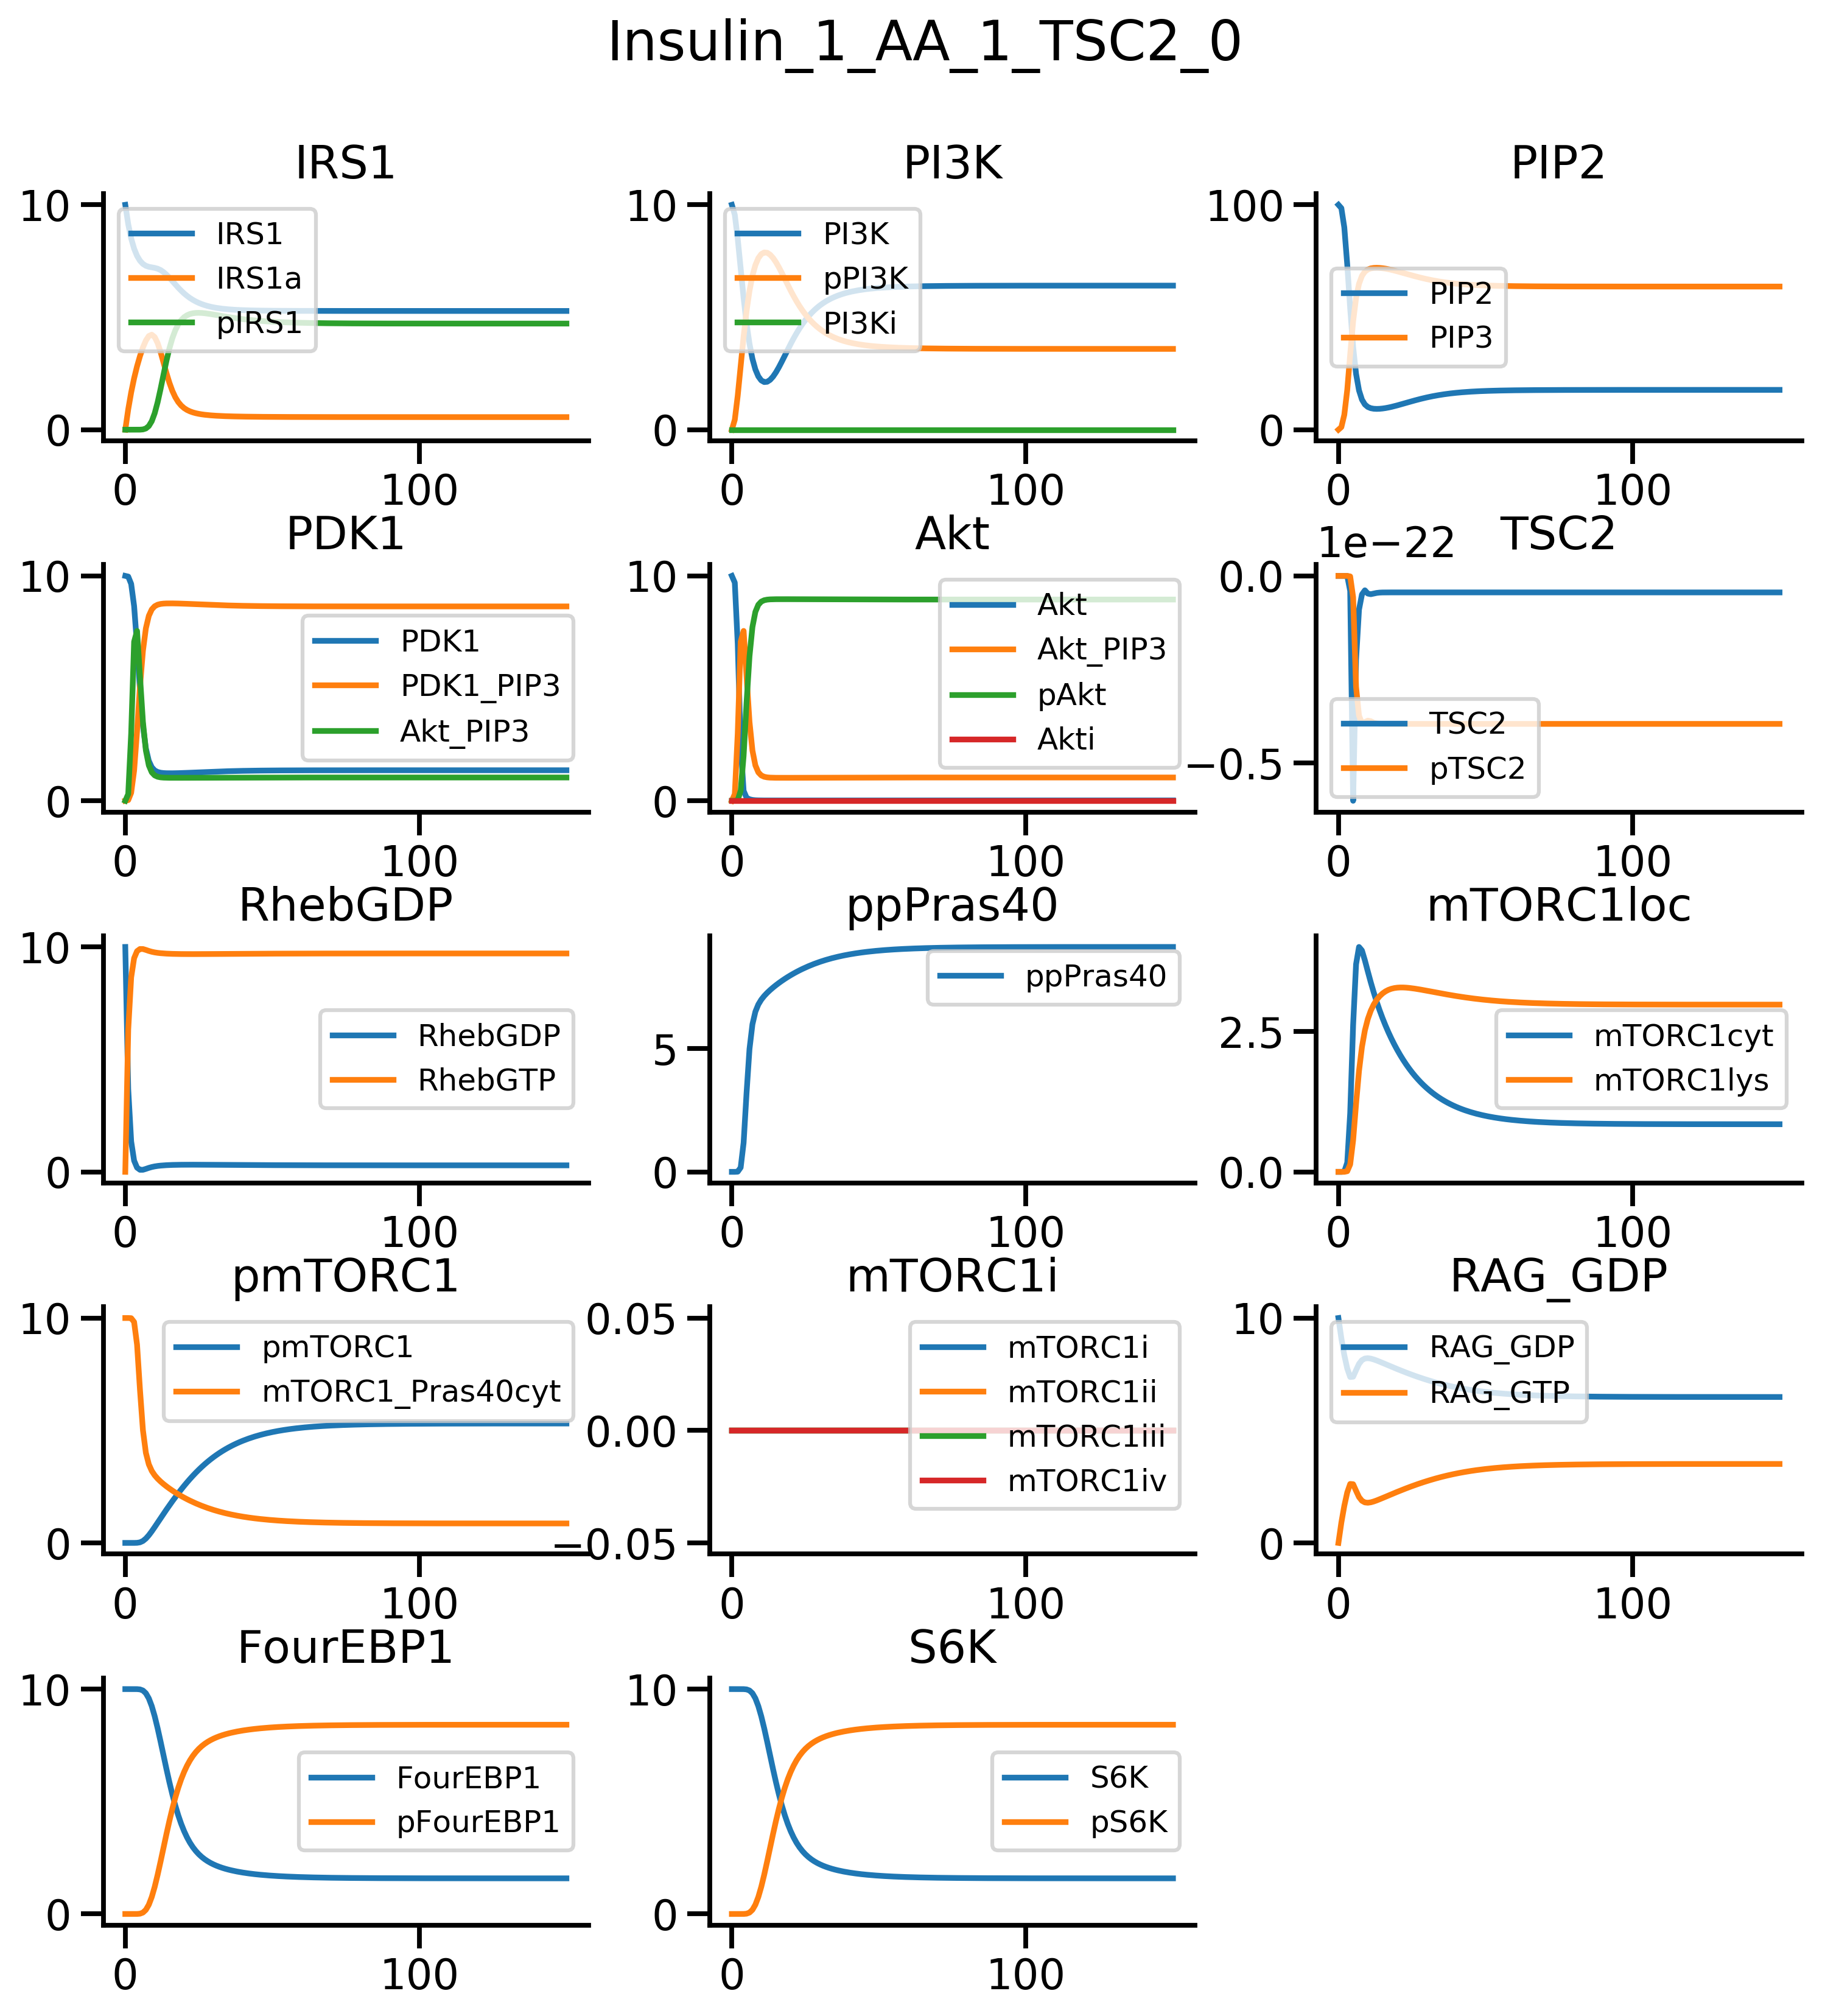 Insulin_1_AA_1_TSC2_0
IRS1
10
0
0
100
IRS1
IRS1a
pIRS1
PI3K
10
0
0
100
PI3K
pPI3K
PI3Ki
PIP2
100
0
0
100
PIP2
PIP3
PDK1
10
0
0
100
PDK1
PDK1_PIP3
Akt_PIP3
Akt
10
0
0
100
Akt
Akt_PIP3
pAkt
Akti
TSC2
1e−22
0.0
−0.5
0
100
TSC2
pTSC2
RhebGDP
10
0
0
100
RhebGDP
RhebGTP
ppPras40
5
0
0
100
ppPras40
mTORC1loc
2.5
0.0
0
100
mTORC1cyt
mTORC1lys
pmTORC1
10
0
0
100
pmTORC1
mTORC1_Pras40cyt
mTORC1i
0.05
0.00
−0.05
0
100
mTORC1i
mTORC1ii
mTORC1iii
mTORC1iv
RAG_GDP
10
0
0
100
RAG_GDP
RAG_GTP
FourEBP1
10
0
0
100
FourEBP1
pFourEBP1
S6K
10
0
0
100
S6K
pS6K